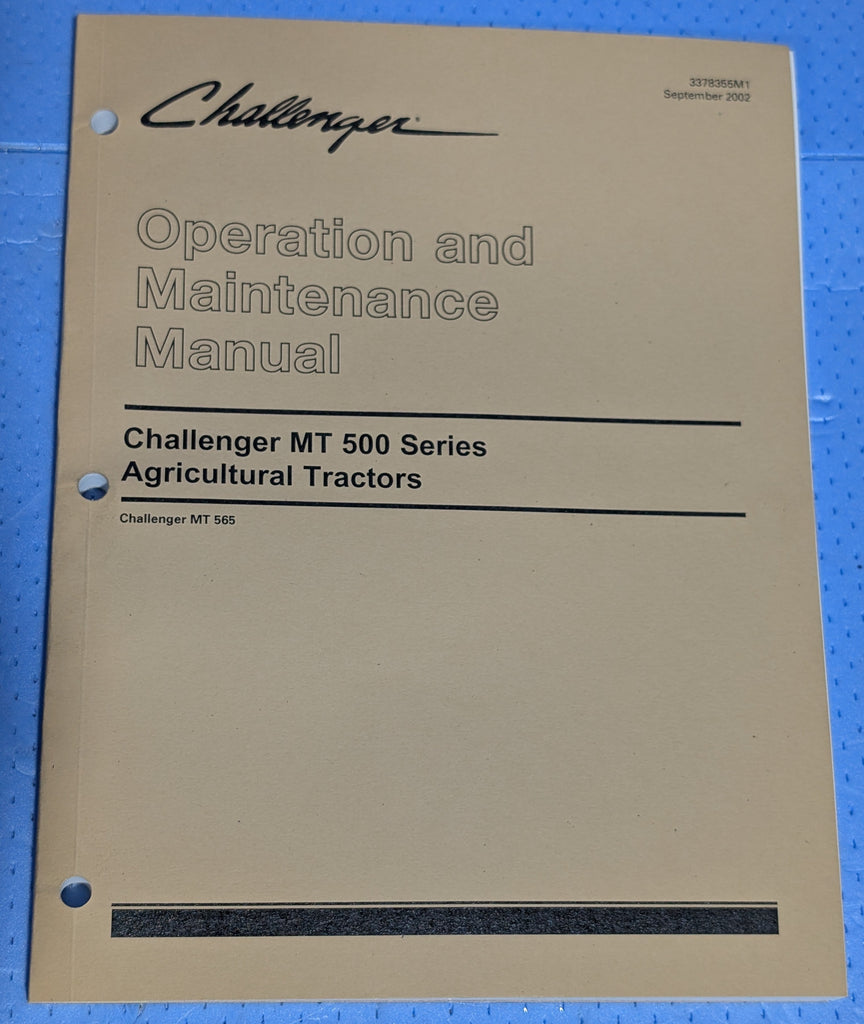 Challenger
3378355M1
September 2002
Operation and
Maintenance
Manual
Challenger MT 500 Series
Agricultural Tractors
Challenger MT 565